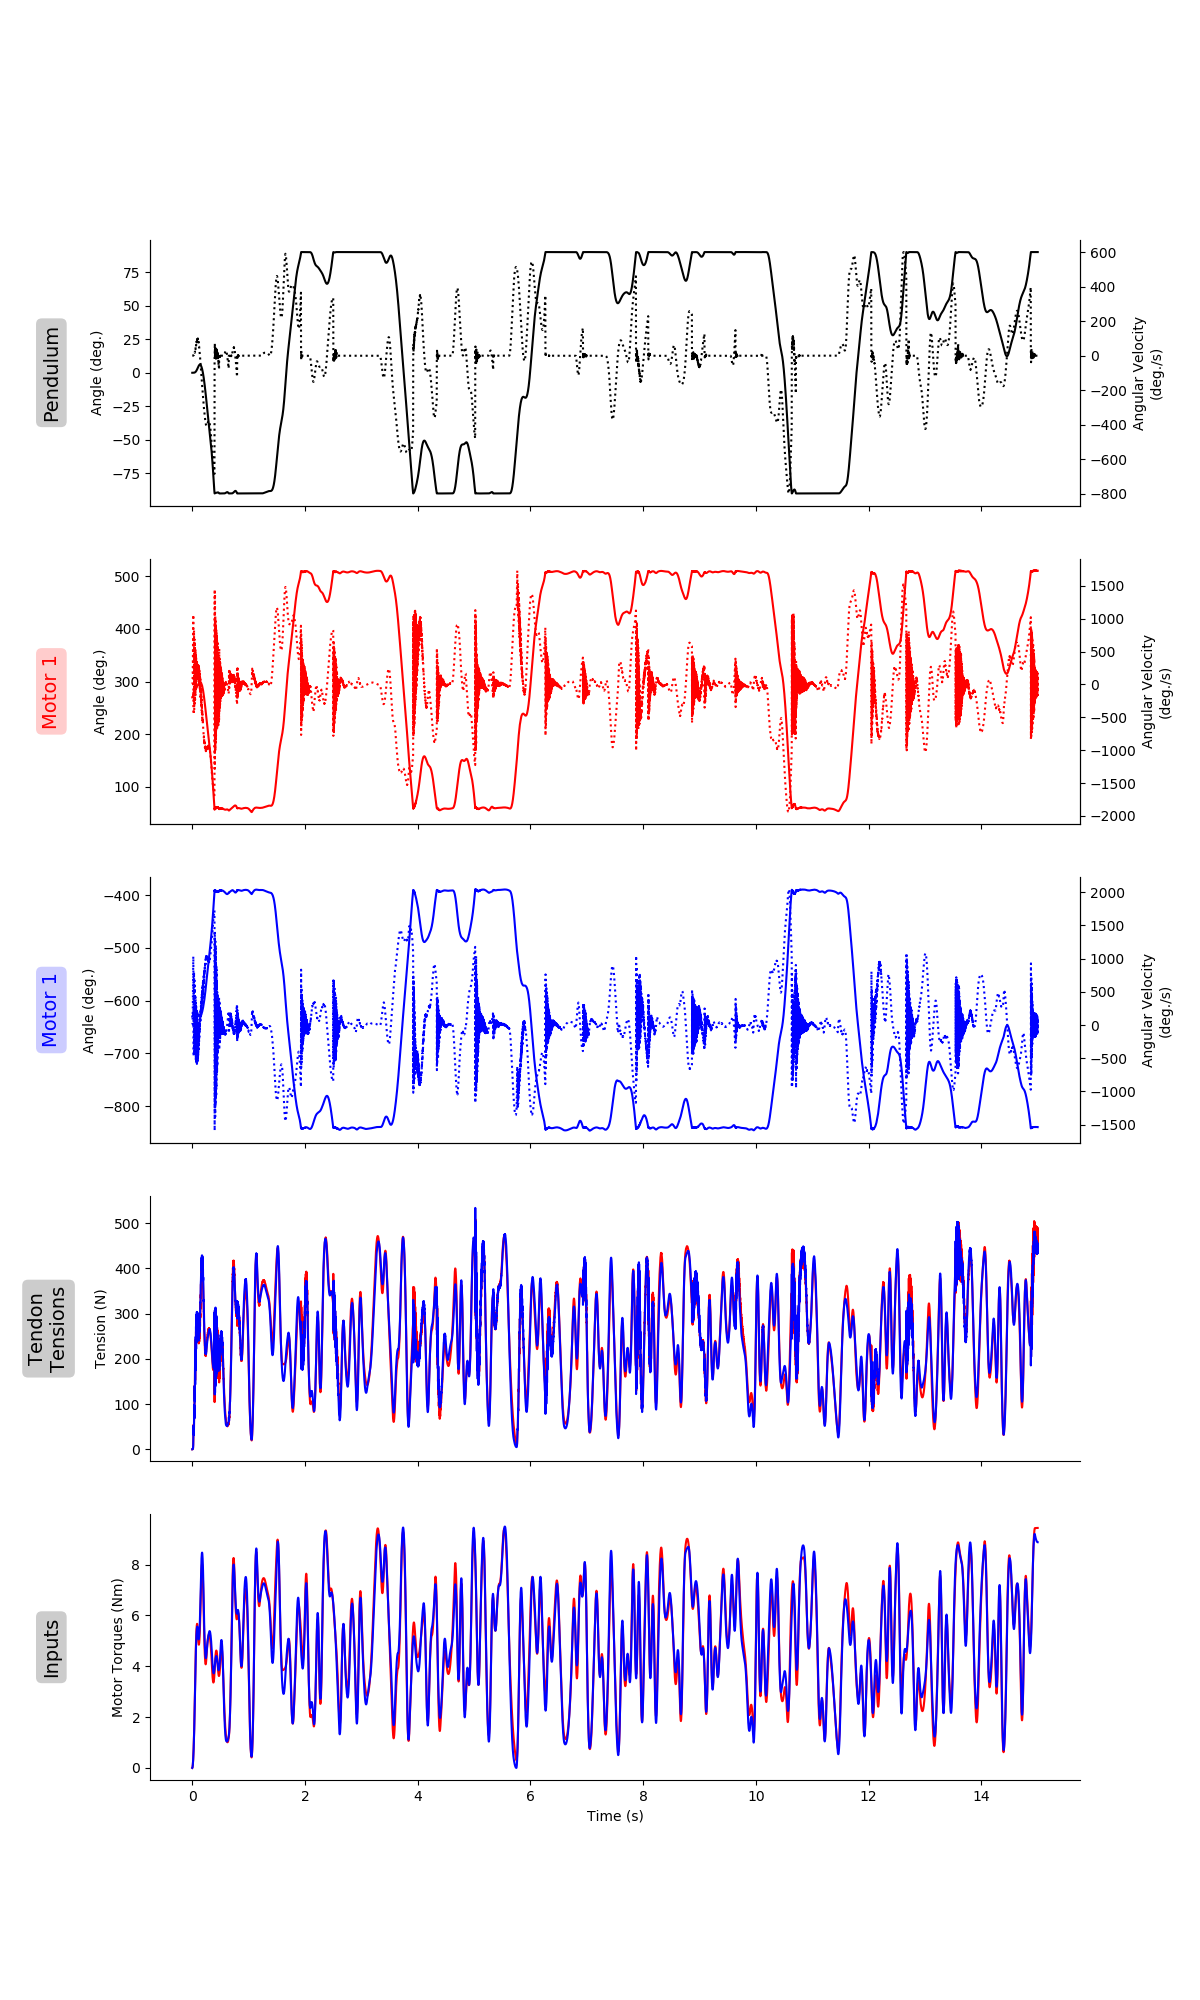 Pendulum
Angle (deg.)
75
50
25
0
−25
−50
−75
600
400
200
0
−200
−400
−600
−800
Angular Velocity
(deg./s)
Motor 1
Angle (deg.)
500
400
300
200
100
1500
1000
500
0
−500
−1000
−1500
−2000
Angular Velocity
(deg./s)
Motor 1
Angle (deg.)
−400
−500
−600
−700
−800
2000
1500
1000
500
0
−500
−1000
−1500
Angular Velocity
(deg./s)
Tendon
Tensions
Tension (N)
500
400
300
200
100
0
Inputs
Motor Torques (Nm)
8
6
4
2
0
0 2 4 6 8 10 12 14
Time (s)